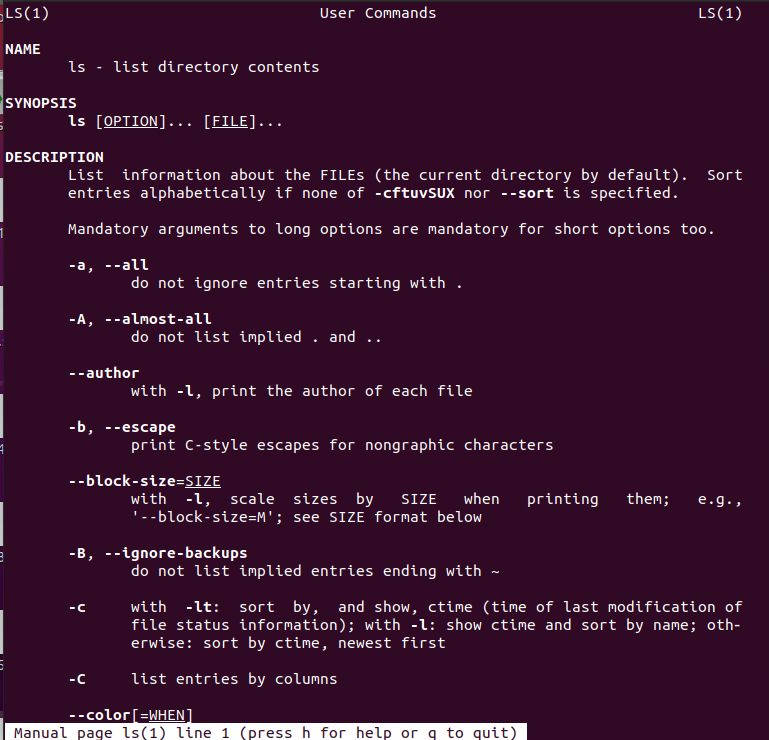 LS(1) User Commands LS(1)
NAME
ls - list directory contents
SYNOPSIS
ls [OPTION]... [FILE]...
DESCRIPTION
List information about the FILEs (the current directory by default). Sort
entries alphabetically if none of -cftuvSUX nor --sort is specified.
Mandatory arguments to long options are mandatory for short options too.
-a, --all
do not ignore entries starting with .
-A, --almost-all
do not list implied . and ..
--author
with -l, print the author of each file
-b, --escape
print C-style escapes for nongraphic characters
--block-size=SIZE
with -l, scale sizes by SIZE when printing them; e.g.,
'--block-size=M'; see SIZE format below
-B, --ignore-backups
do not list implied entries ending with ~
-c with -lt: sort by, and show, ctime (time of last modification of
file status information); with -l: show ctime and sort by name; oth-
erwise: sort by ctime, newest first
-C list entries by columns
--color[=WHEN]
Manual page ls(1) line 1 (press h for help or q to quit)